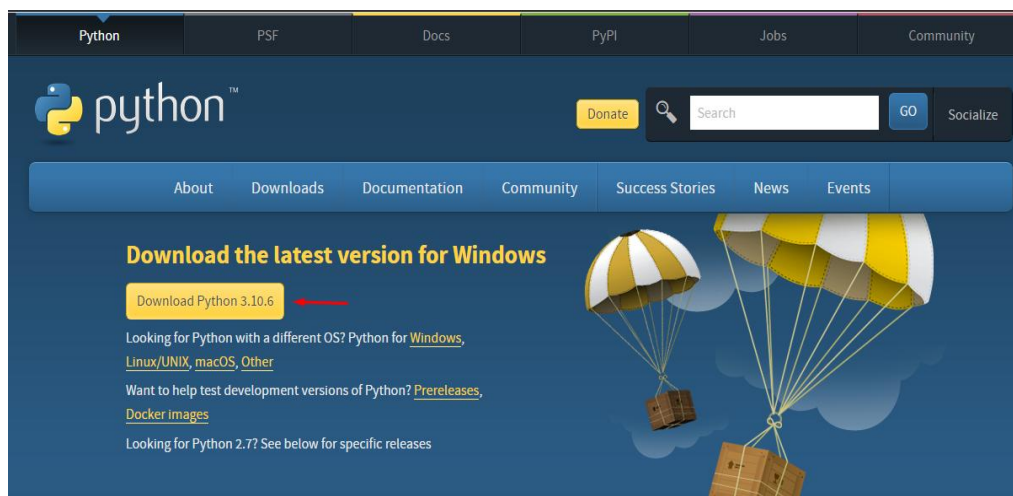 Python
PSF
Docs
PyPI
Jobs
Community
python™
Donate
Search
GO
Socialize
About
Downloads
Documentation
Community
Success Stories
News
Events
Download the latest version for Windows
Download Python 3.10.6
Looking for Python with a different OS? Python for Windows,
Linux/UNIX, macOS, Other
Want to help test development versions of Python? Prereleases,
Docker images
Looking for Python 2.7? See below for specific releases